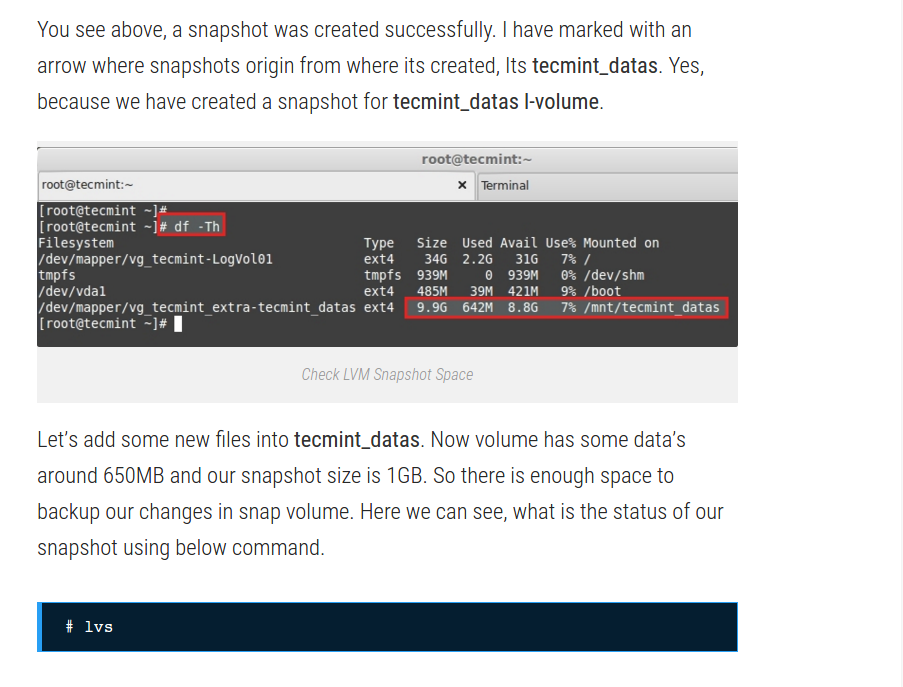 You see above, a snapshot was created successfully. I have marked with an
arrow where snapshots origin from where its created, Its tecmint_datas. Yes,
because we have created a snapshot for tecmint_datas l-volume.
root@tecmint:~
root@tecmint:~ × Terminal
[root@tecmint ~]#
[root@tecmint ~]# df -Th
Filesystem Type Size Used Avail Use% Mounted on
/dev/mapper/vg_tecmint-LogVol01 ext4 34G 2.2G 31G 7% /
tmpfs tmpfs 939M 0 939M 0% /dev/shm
/dev/vda1 ext4 485M 39M 421M 9% /boot
/dev/mapper/vg_tecmint_extra-tecmint_datas ext4 9.9G 642M 8.8G 7% /mnt/tecmint_datas
[root@tecmint ~]#
Check LVM Snapshot Space
Let's add some new files into tecmint_datas. Now volume has some data's
around 650MB and our snapshot size is 1GB. So there is enough space to
backup our changes in snap volume. Here we can see, what is the status of our
snapshot using below command.
# lvs